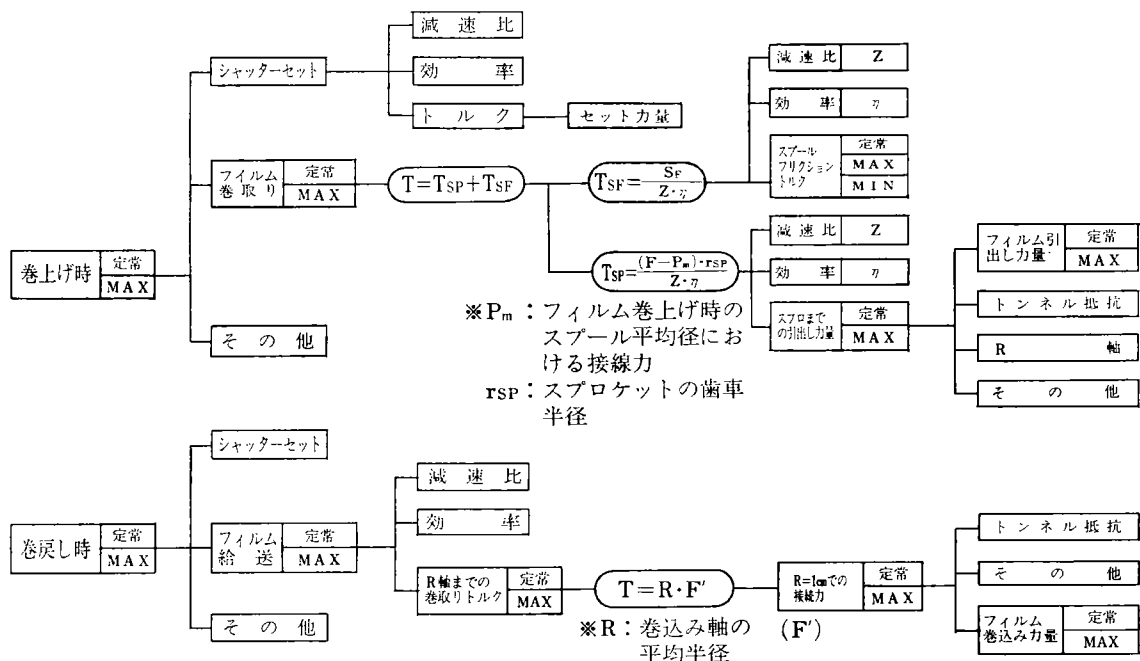 減速比
シャッターセット
効率
減速比 Z
トルク
セット力量
効率 η
フイルム巻取り
定常
MAX
T=TSP+TSF
TSF=SF/Z・η
スプールフリクショントルク
定常
MAX
MIN
巻上げ時
定常
MAX
TSP=(F−Pm)・rSP/Z・η
減速比 Z
効率 η
スプロまでの引出し力量
定常
MAX
フィルム引出し力量
定常
MAX
トンネル抵抗
R軸
その他
その他
※Pm：フィルム巻上げ時の
スプール平均径にお
ける接線力
rSP：スプロケットの歯車
半径
シャッターセット
減速比
効率
巻戻し時
定常
MAX
フィルム給送
定常
MAX
R軸までの巻取りトルク
定常
MAX
T=R・F′
R=1cmでの接線力
定常
MAX
(F′)
トンネル抵抗
その他
フィルム巻込み力量
定常
MAX
その他
※R：巻込み軸の
平均半径